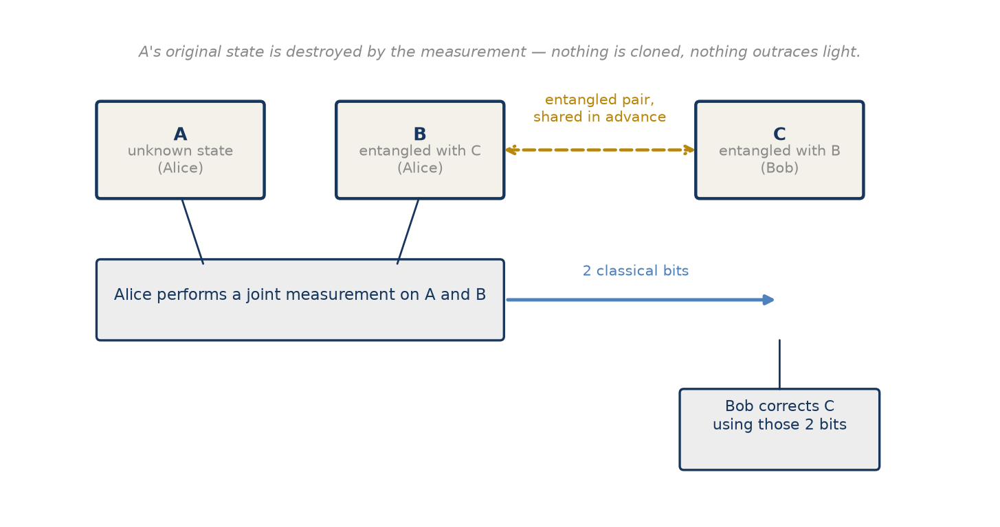 A's original state is destroyed by the measurement — nothing is cloned, nothing outraces light.
entangled pair,
shared in advance
A
unknown state
(Alice)
B
entangled with C
(Alice)
C
entangled with B
(Bob)
Alice performs a joint measurement on A and B
2 classical bits
Bob corrects C
using those 2 bits